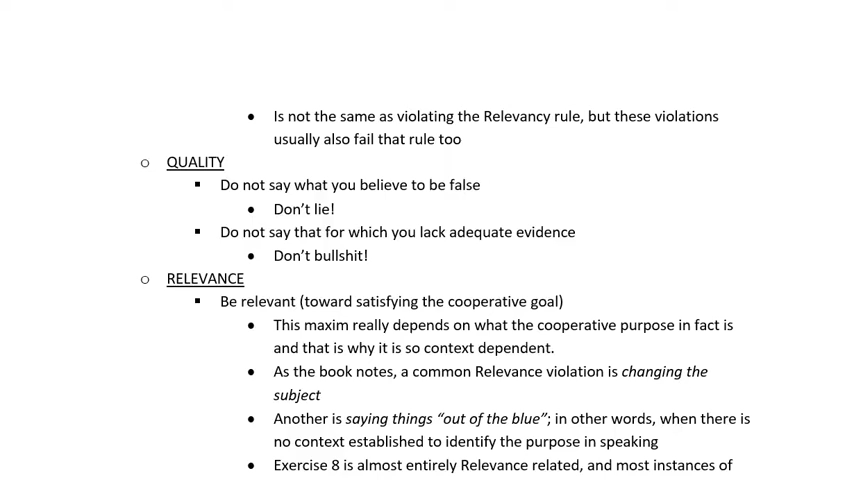 • Is not the same as violating the Relevancy rule, but these violations
usually also fail that rule too
o QUALITY
▪ Do not say what you believe to be false
• Don’t lie!
▪ Do not say that for which you lack adequate evidence
• Don’t bullshit!
o RELEVANCE
▪ Be relevant (toward satisfying the cooperative goal)
• This maxim really depends on what the cooperative purpose in fact is
and that is why it is so context dependent.
• As the book notes, a common Relevance violation is changing the
subject
• Another is saying things “out of the blue”; in other words, when there is
no context established to identify the purpose in speaking
• Exercise 8 is almost entirely Relevance related, and most instances of